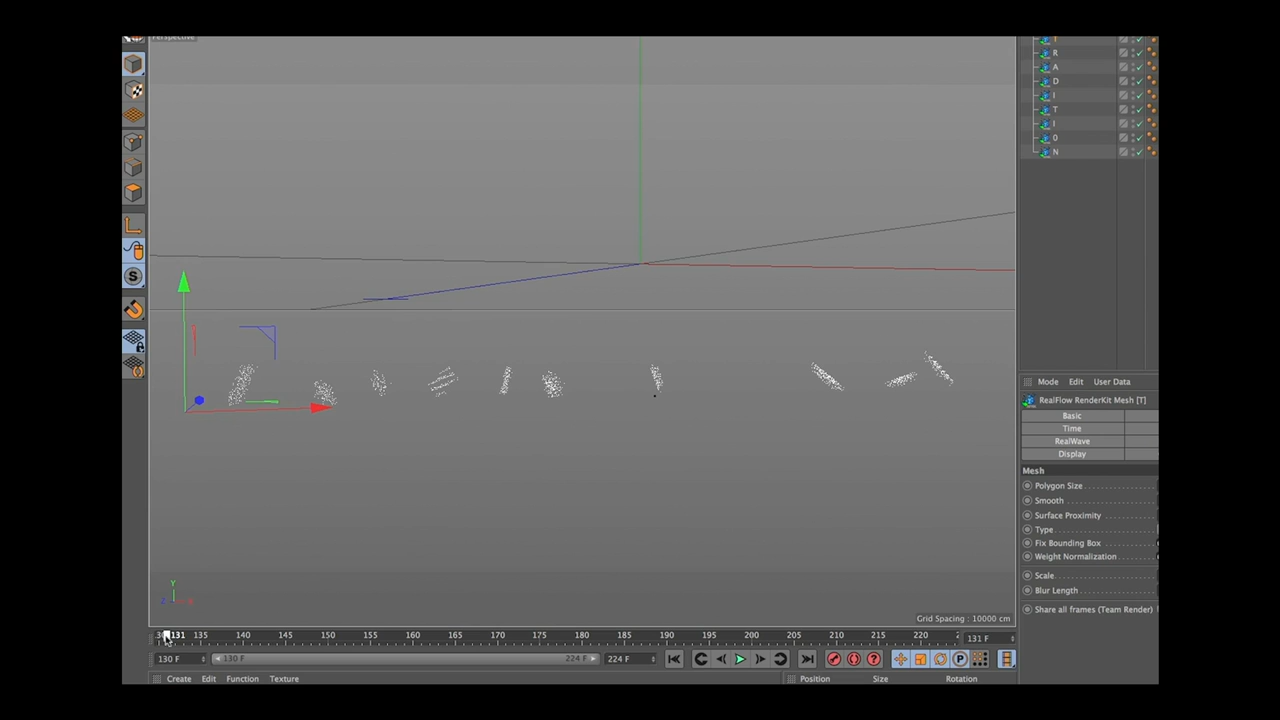 Perspective
T
R
A
D
I
T
I
0
N
Mode Edit User Data
RealFlow RenderKit Mesh [T]
Basic
Time
RealWave
Display
Mesh
Polygon Size
Smooth
Surface Proximity
Type
Fix Bounding Box
Weight Normalization
Scale
Blur Length
Share all frames (Team Render)
S
Y
Z X
Grid Spacing : 10000 cm
131 135 140 145 150 155 160 165 170 175 180 185 190 195 200 205 210 215 220 131 F
130 F 130 F 224 F 224 F ? P
Create Edit Function Texture Position Size Rotation